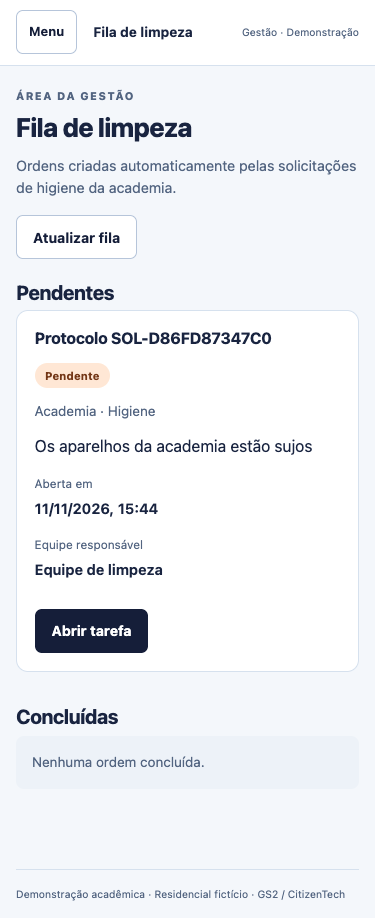 Menu
Fila de limpeza
Gestão · Demonstração
ÁREA DA GESTÃO
Fila de limpeza
Ordens criadas automaticamente pelas solicitações
de higiene da academia.
Atualizar fila
Pendentes
Protocolo SOL-D86FD87347C0
Pendente
Academia · Higiene
Os aparelhos da academia estão sujos
Aberta em
11/11/2026, 15:44
Equipe responsável
Equipe de limpeza
Abrir tarefa
Concluídas
Nenhuma ordem concluída.
Demonstração acadêmica · Residencial fictício · GS2 / CitizenTech